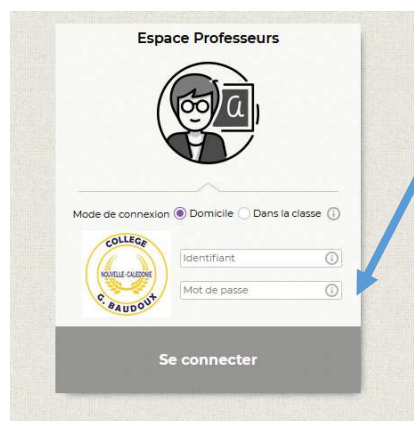 Espace Professeurs
a
Mode de connexion Domicile Dans la classe
COLLEGE
NOUVELLE-CALEDONIE
G. BAUDOUX
Identifiant
Mot de passe
Se connecter